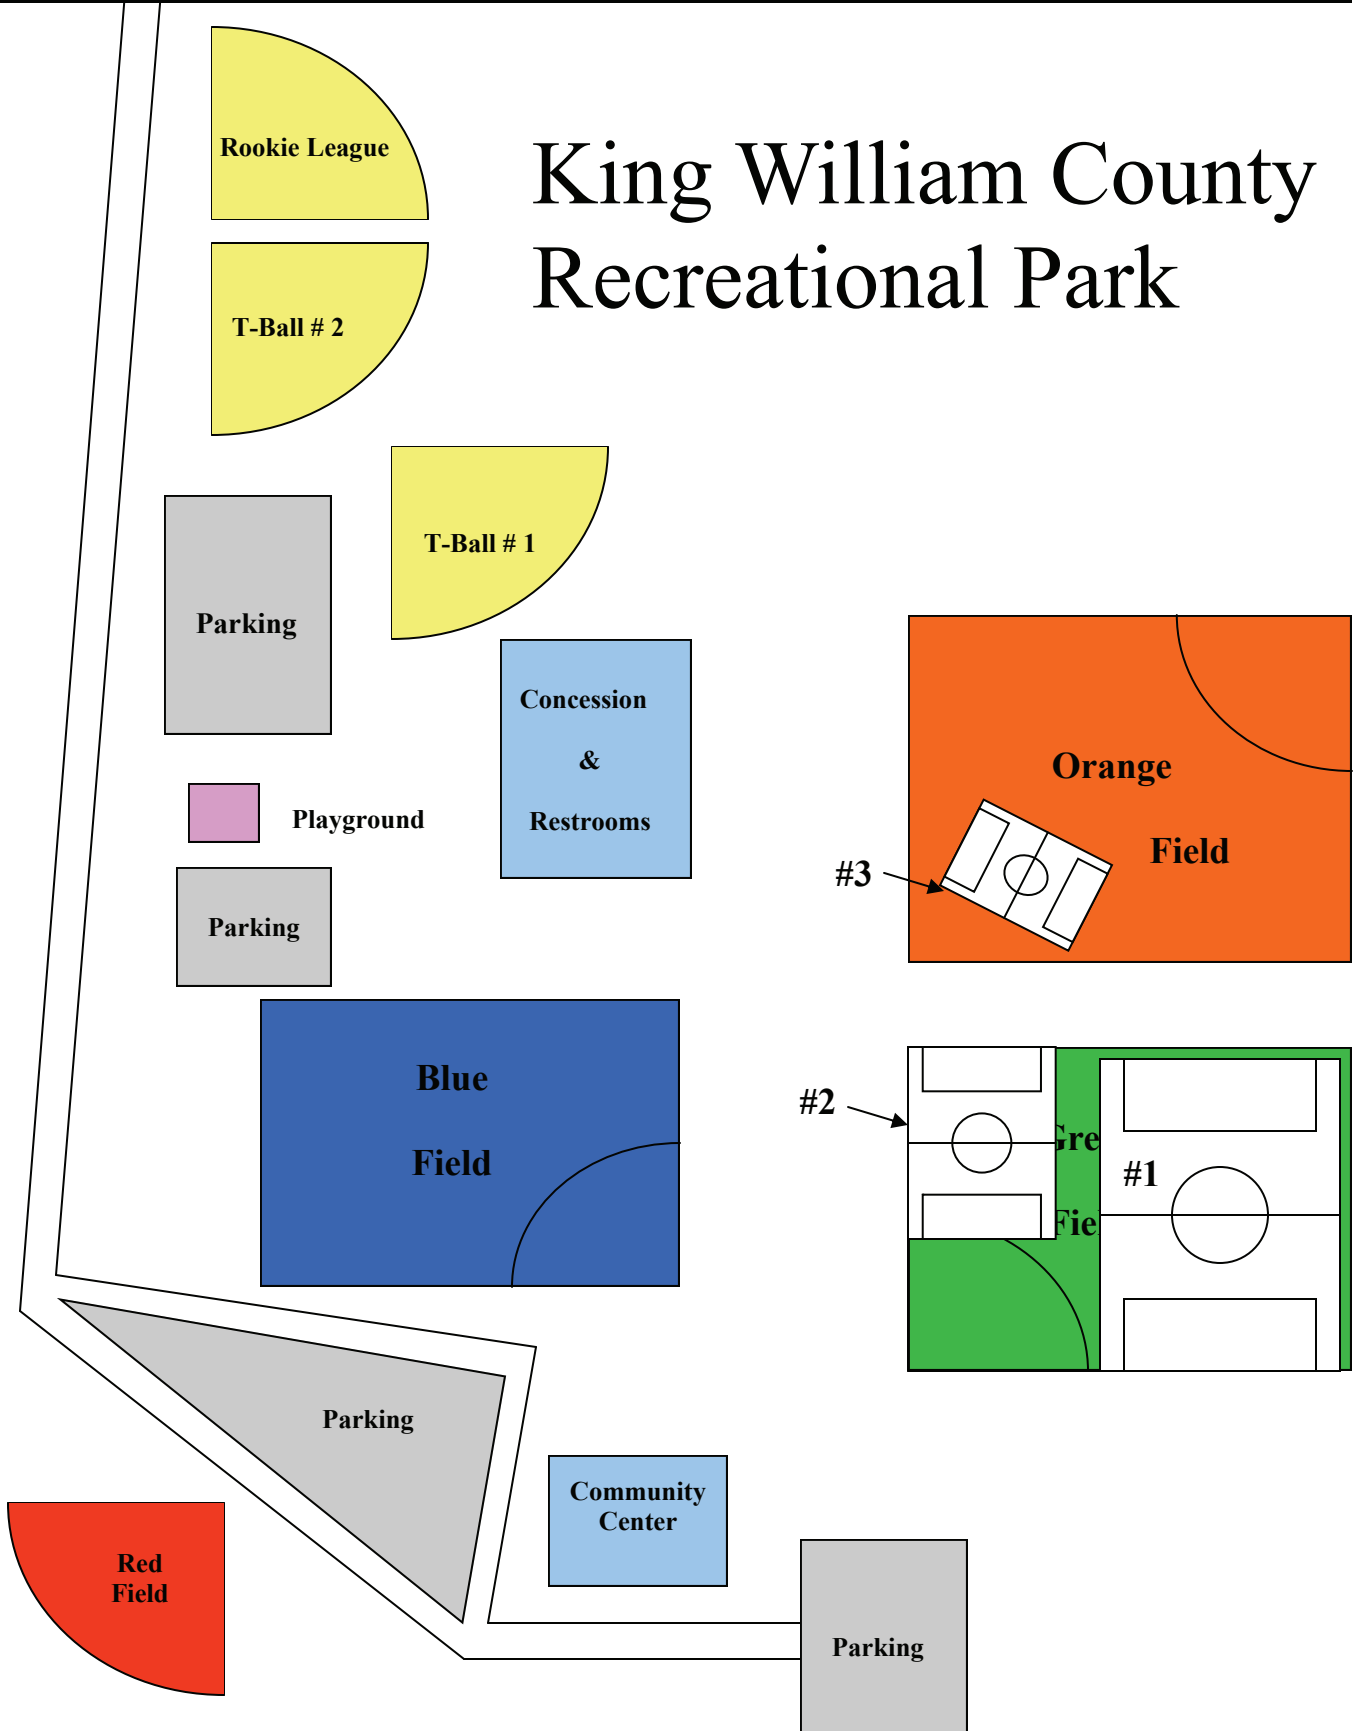 King William County
Recreational Park
Rookie League
T-Ball # 2
T-Ball # 1
Parking
Concession
&
Restrooms
Playground
Parking
Orange
Field
#3
Blue
Field
#2
#1
Parking
Community
Center
Red
Field
Parking